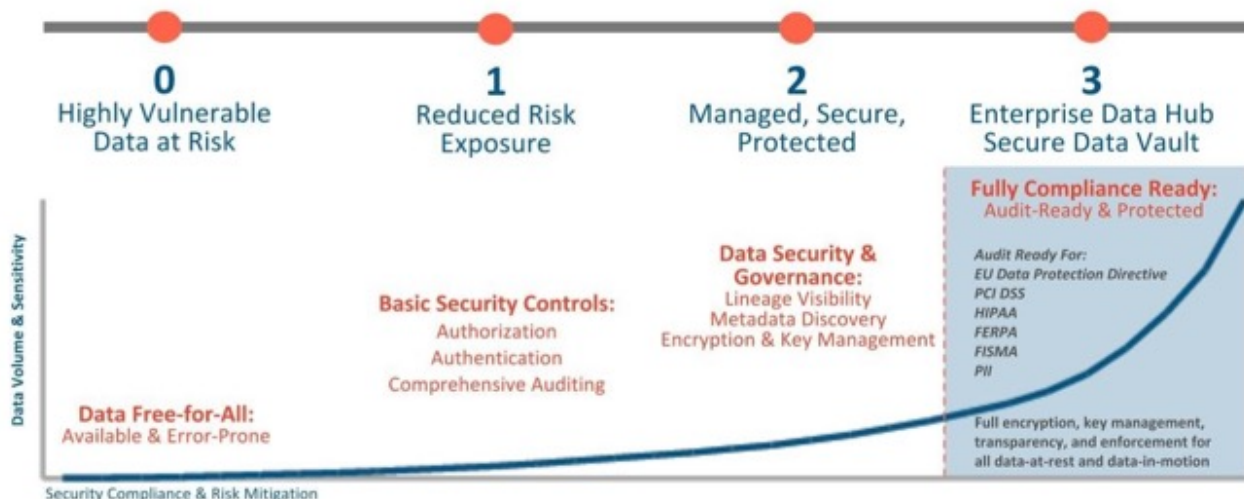 0
Highly Vulnerable
Data at Risk
1
Reduced Risk
Exposure
2
Managed, Secure,
Protected
3
Enterprise Data Hub
Secure Data Vault
Data Volume & Sensitivity
Data Free-for-All:
Available & Error-Prone
Basic Security Controls:
Authorization
Authentication
Comprehensive Auditing
Data Security &
Governance:
Lineage Visibility
Metadata Discovery
Encryption & Key Management
Fully Compliance Ready:
Audit-Ready & Protected
Audit Ready For:
EU Data Protection Directive
PCI DSS
HIPAA
FERPA
FISMA
PII
Full encryption, key management,
transparency, and enforcement for
all data-at-rest and data-in-motion
Security Compliance & Risk Mitigation